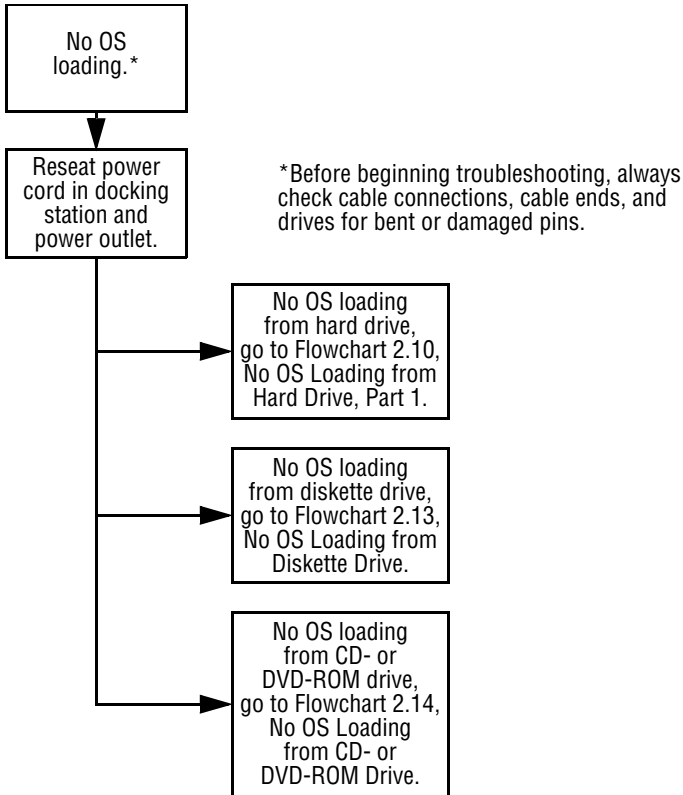 No OS
loading.*
Reseat power
cord in docking
station and
power outlet.
*Before beginning troubleshooting, always
check cable connections, cable ends, and
drives for bent or damaged pins.
No OS loading
from hard drive,
go to Flowchart 2.10,
No OS Loading from
Hard Drive, Part 1.
No OS loading
from diskette drive,
go to Flowchart 2.13,
No OS Loading from
Diskette Drive.
No OS loading
from CD- or
DVD-ROM drive,
go to Flowchart 2.14,
No OS Loading
from CD- or
DVD-ROM Drive.